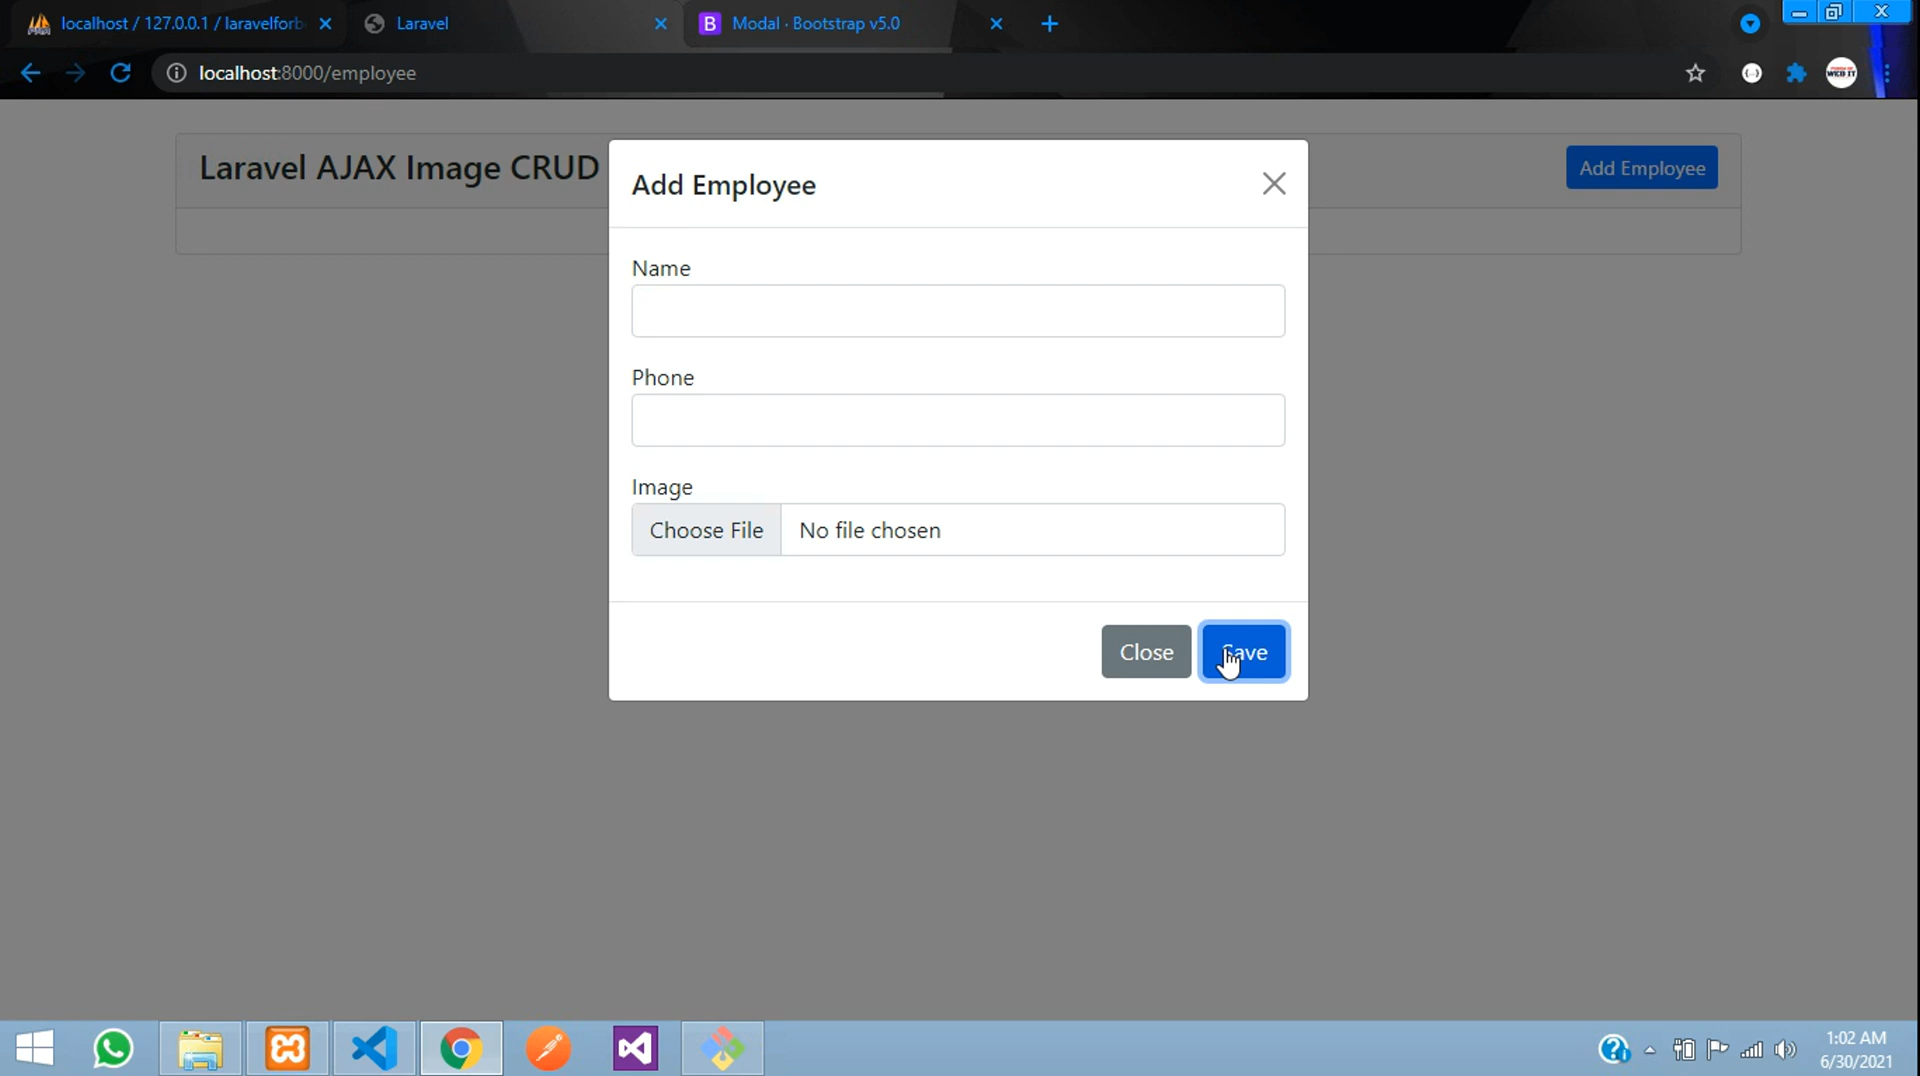 localhost / 127.0.0.1 / laravelforb
Laravel
B Modal · Bootstrap v5.0
localhost:8000/employee
WEB IT
Laravel AJAX Image CRUD
Add Employee
Add Employee
Name
Phone
Image
Choose File No file chosen
Close
Save
1:02 AM
6/30/2021